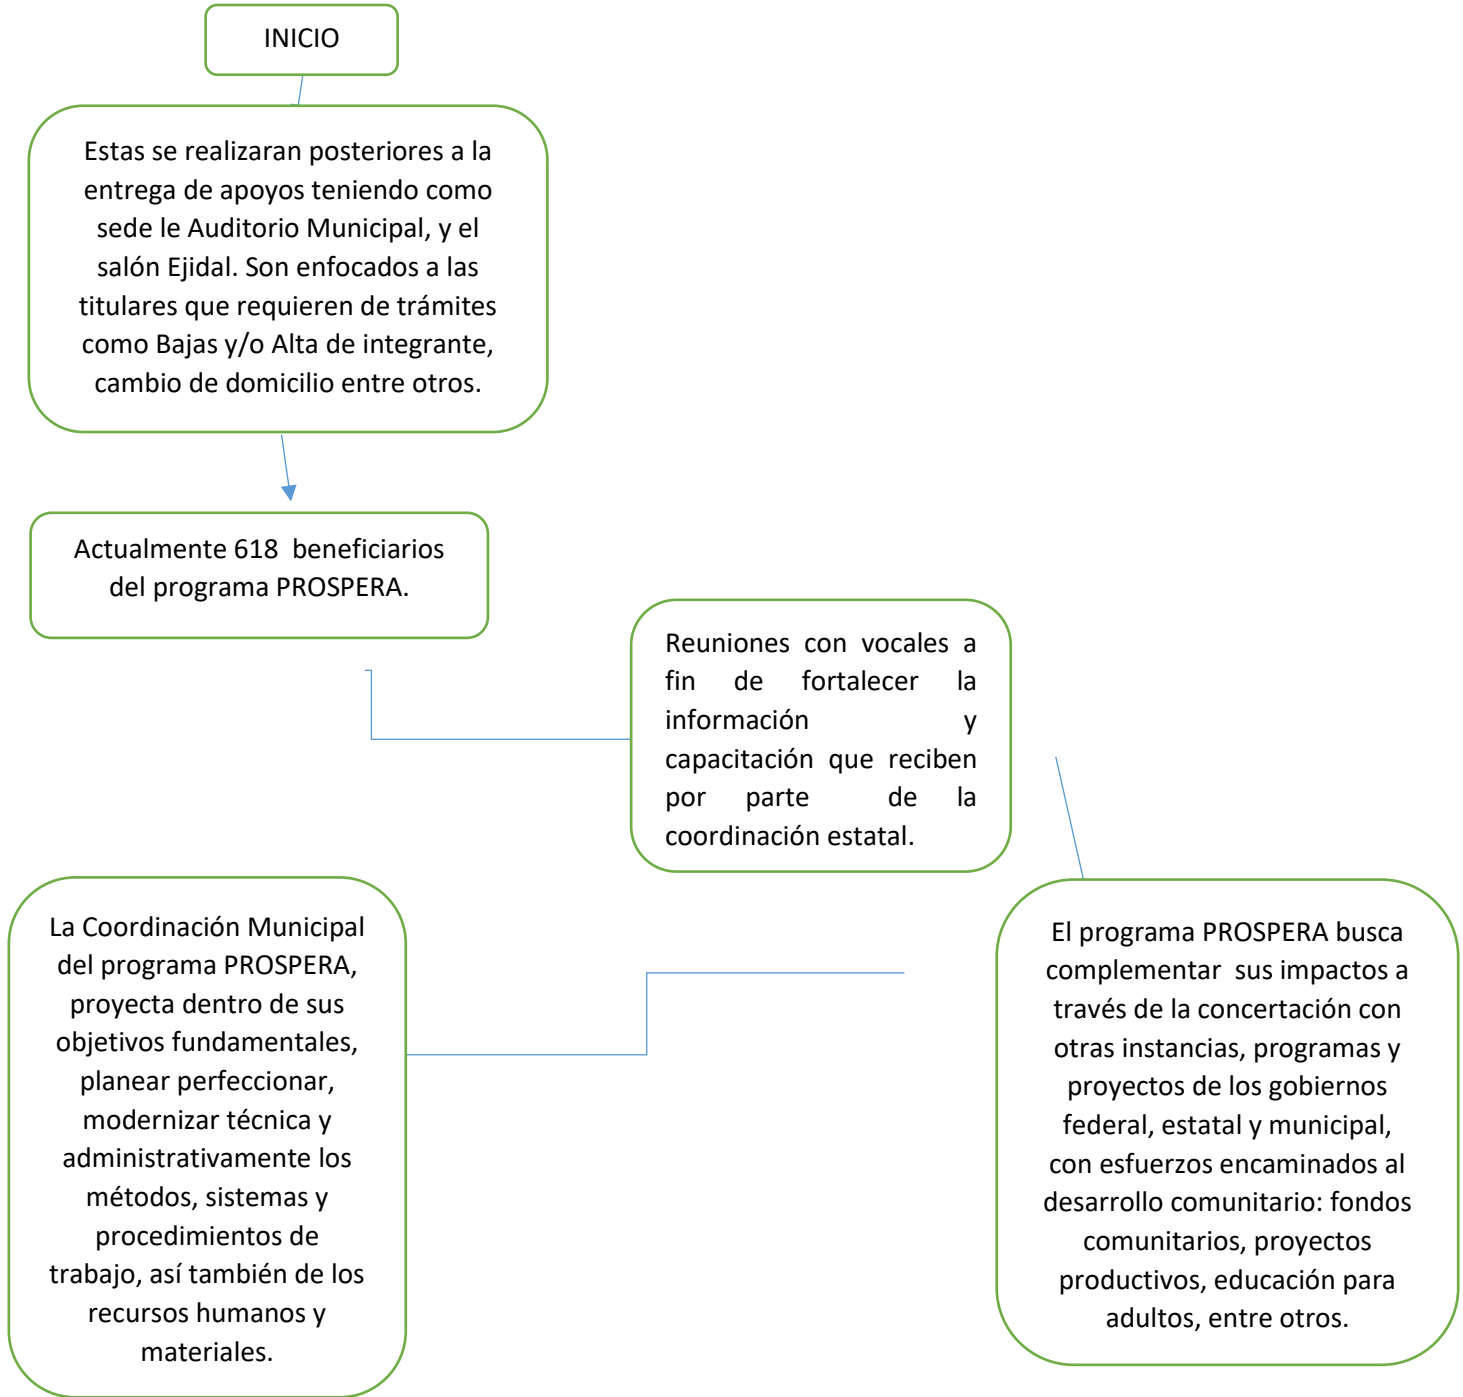 INICIO
Estas se realizaran posteriores a la
entrega de apoyos teniendo como
sede le Auditorio Municipal, y el
salón Ejidal. Son enfocados a las
titulares que requieren de trámites
como Bajas y/o Alta de integrante,
cambio de domicilio entre otros.
Actualmente 618 beneficiarios
del programa PROSPERA.
Reuniones con vocales a
fin de fortalecer la
información y
capacitación que reciben
por parte de la
coordinación estatal.
El programa PROSPERA busca
complementar sus impactos a
través de la concertación con
otras instancias, programas y
proyectos de los gobiernos
federal, estatal y municipal,
con esfuerzos encaminados al
desarrollo comunitario: fondos
comunitarios, proyectos
productivos, educación para
adultos, entre otros.
La Coordinación Municipal
del programa PROSPERA,
proyecta dentro de sus
objetivos fundamentales,
planear perfeccionar,
modernizar técnica y
administrativamente los
métodos, sistemas y
procedimientos de
trabajo, así también de los
recursos humanos y
materiales.